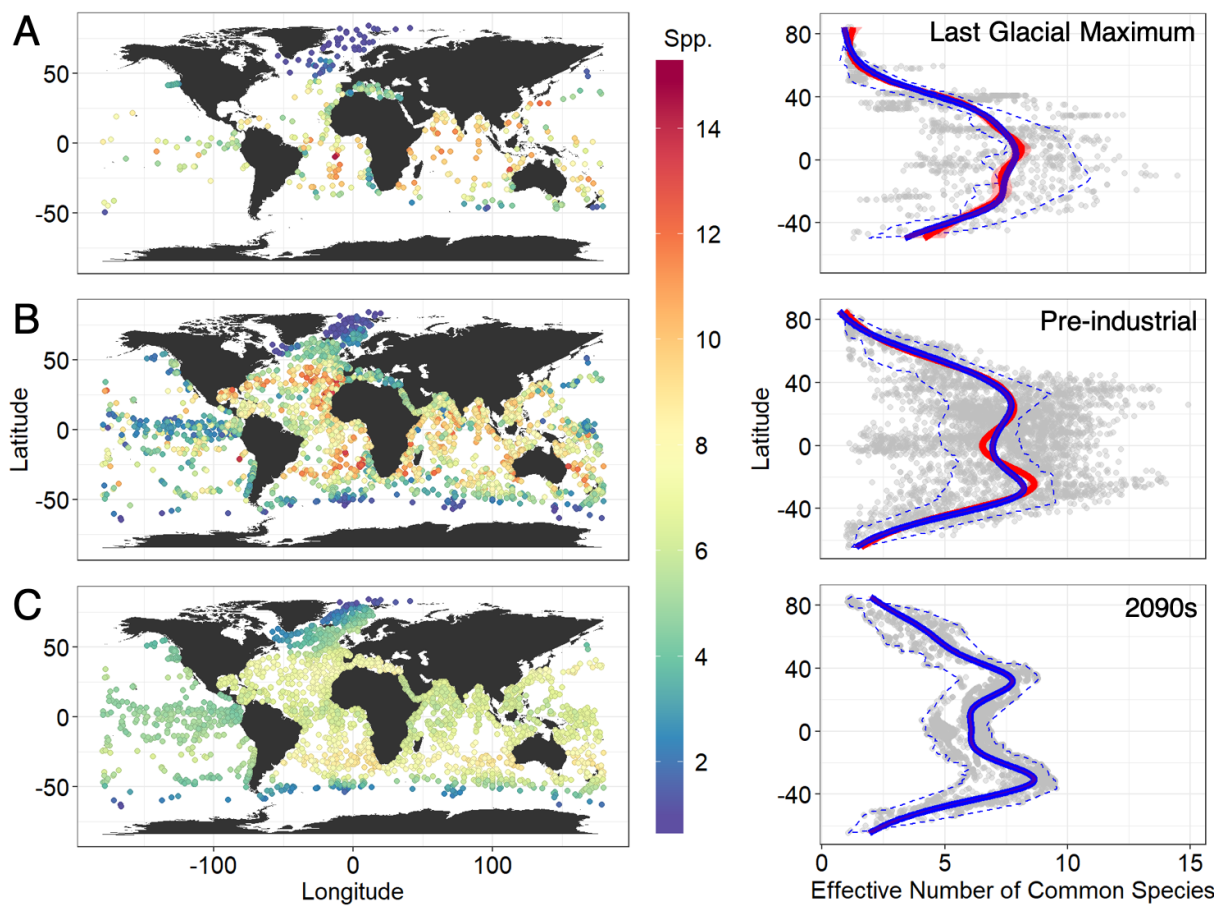 A
50
0
-50
Spp.
14
12
10
8
6
4
2
80
40
0
-40
Last Glacial Maximum
B
50
0
-50
Latitude
80
40
0
-40
Latitude
Pre-industrial
C
50
0
-50
-100 0 100
Longitude
80
40
0
-40
2090s
0 5 10 15
Effective Number of Common Species